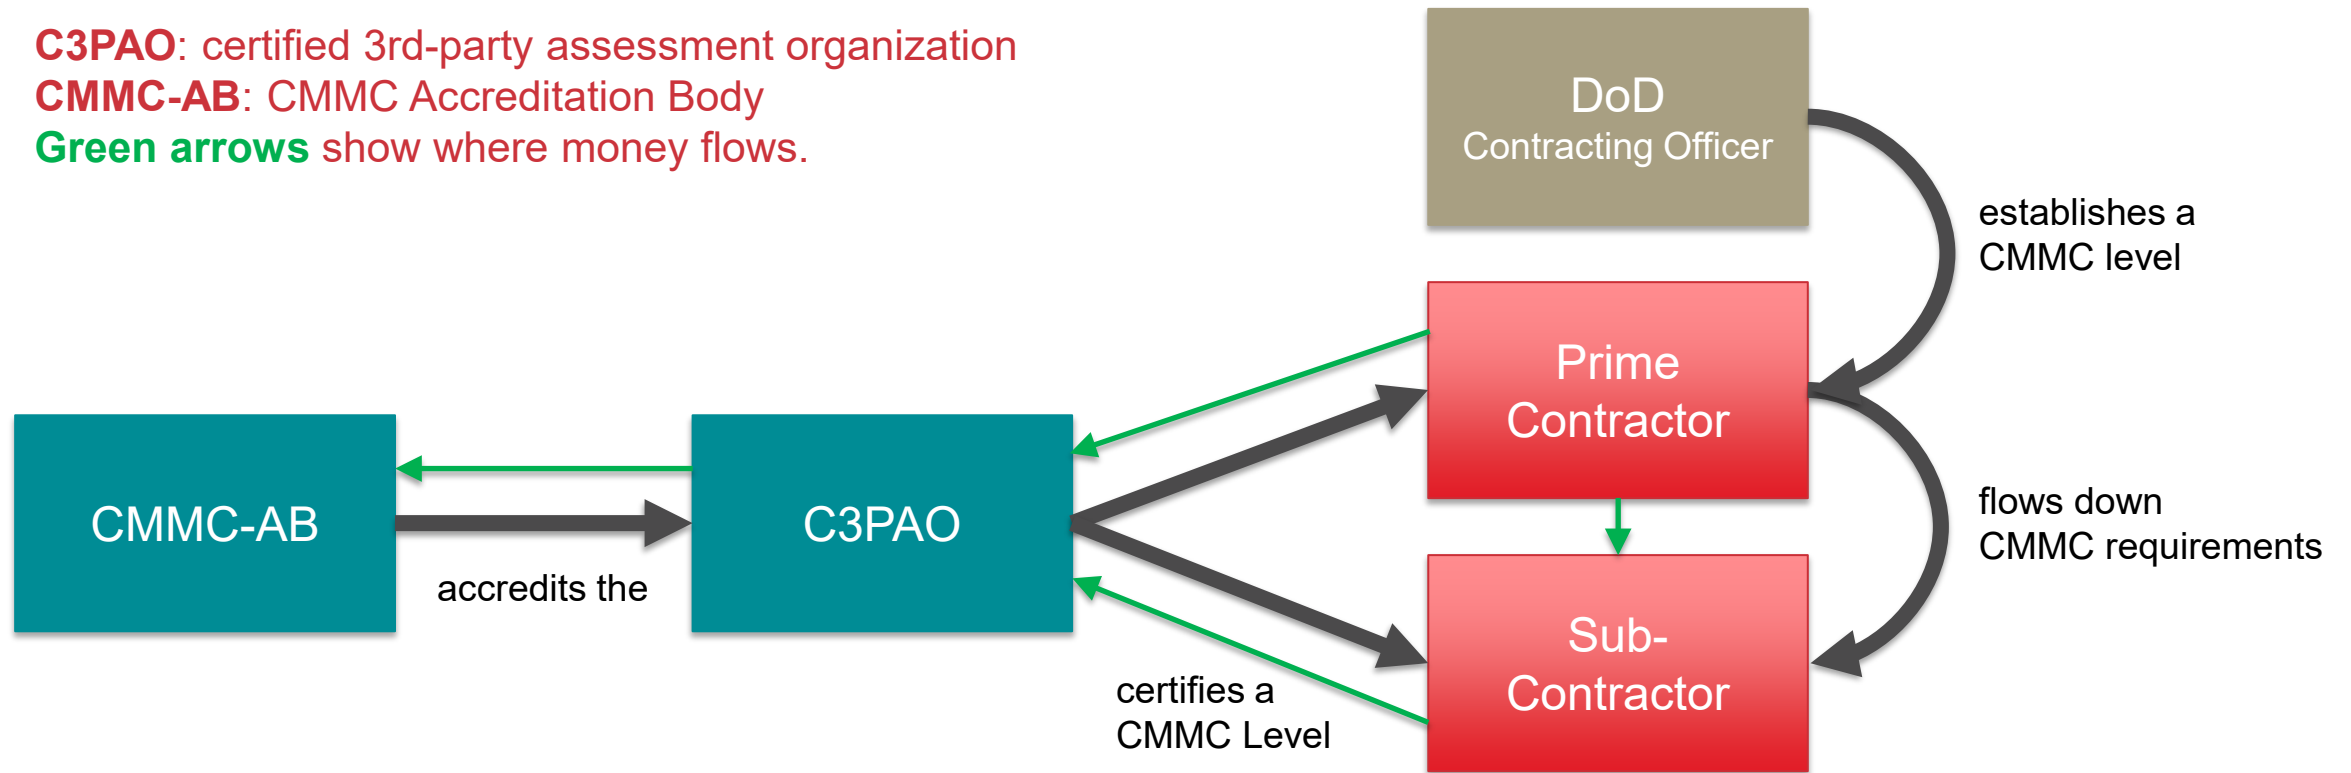 C3PAO: certified 3rd-party assessment organization
CMMC-AB: CMMC Accreditation Body
Green arrows show where money flows.
DoD
Contracting Officer
establishes a
CMMC level
Prime
Contractor
flows down
CMMC requirements
CMMC-AB
accredits the
C3PAO
certifies a
CMMC Level
Sub-
Contractor